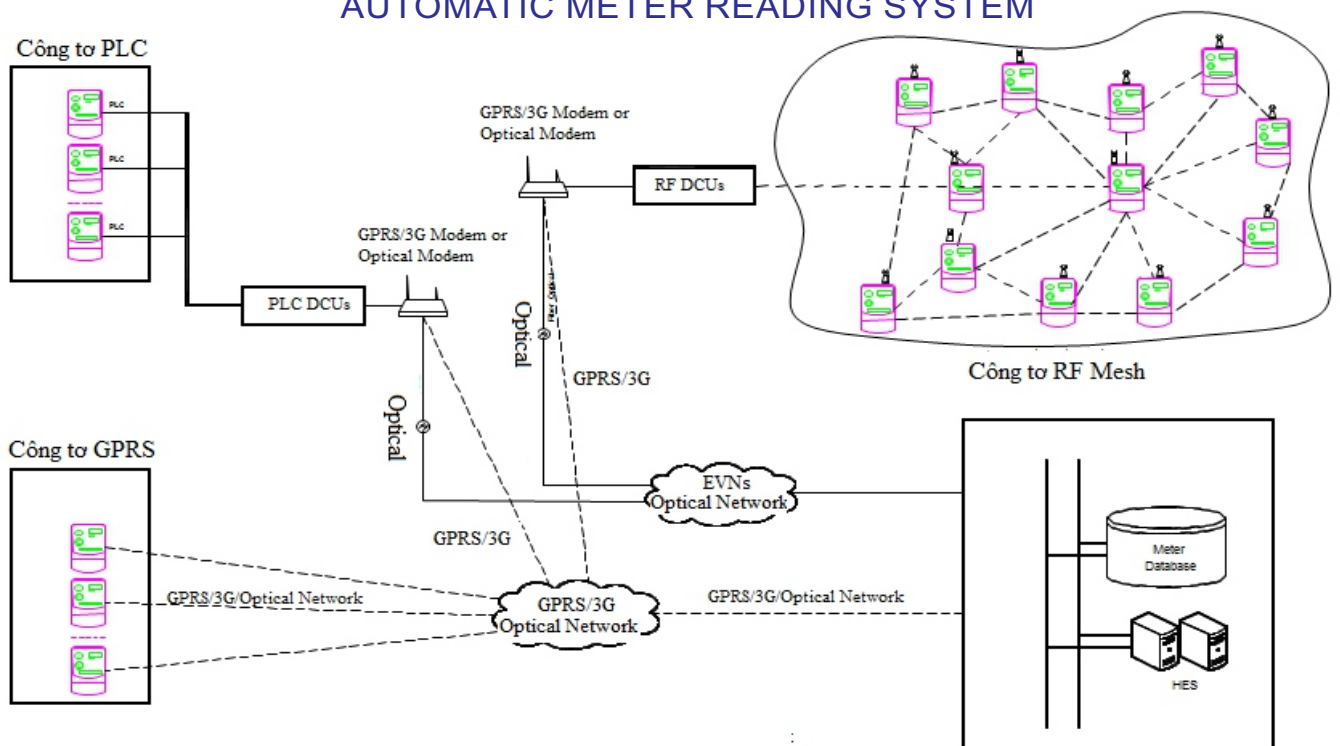 AUTOMATIC METER READING SYSTEM
Công tơ PLC
PLC
PLC
PLC
GPRS/3G Modem or
Optical Modem
PLC DCUs
GPRS/3G Modem or
Optical Modem
RF DCUs
Công tơ RF Mesh
Optical
Optical
GPRS/3G
GPRS/3G
Công tơ GPRS
GPRS/3G/Optical Network
EVNs
Optical Network
GPRS/3G
Optical Network
GPRS/3G/Optical Network
Meter
Database
HES